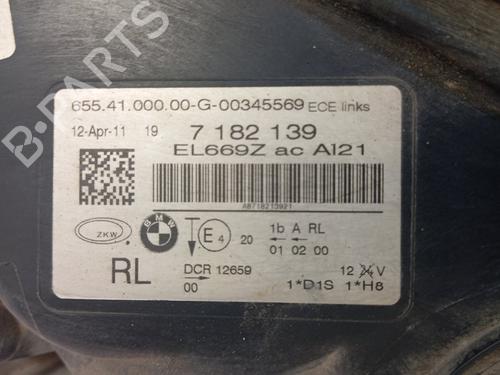 B-PARTS
655.41.000.00-G-00345569 ECE links
12-Apr-11 19 7 182 139
EL669Z ac AI21
A8718213921
ZKW
BMW
E4 20
1b A RL
01 02 00
RL
DCR 12659
00
12 24 V
1*D1S 1*H8